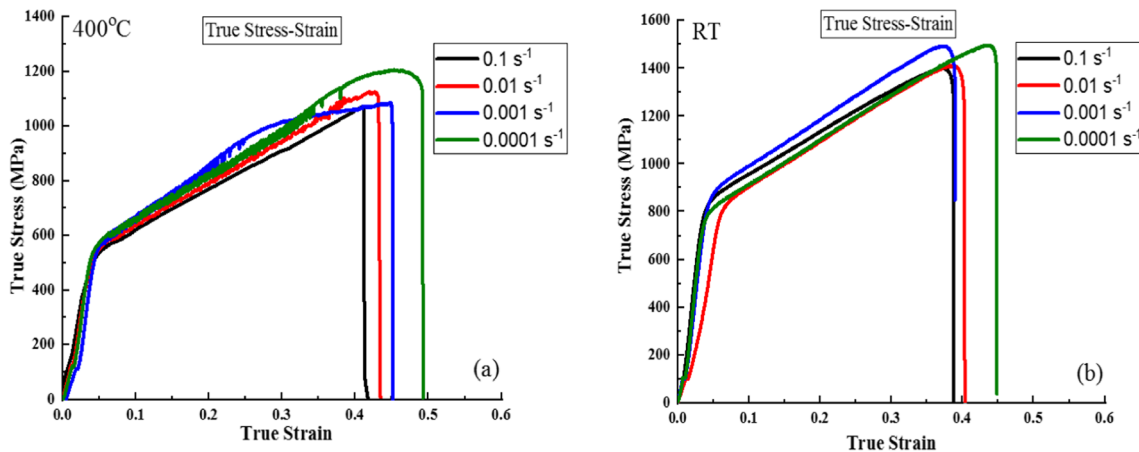 400°C
True Stress-Strain
0.1 s⁻¹
0.01 s⁻¹
0.001 s⁻¹
0.0001 s⁻¹
True Stress (MPa)
1400
1200
1000
800
600
400
200
0
0.0 0.1 0.2 0.3 0.4 0.5 0.6
True Strain
(a)
RT
True Stress-Strain
0.1 s⁻¹
0.01 s⁻¹
0.001 s⁻¹
0.0001 s⁻¹
True Stress (MPa)
1600
1400
1200
1000
800
600
400
200
0
0.0 0.1 0.2 0.3 0.4 0.5 0.6
True Strain
(b)